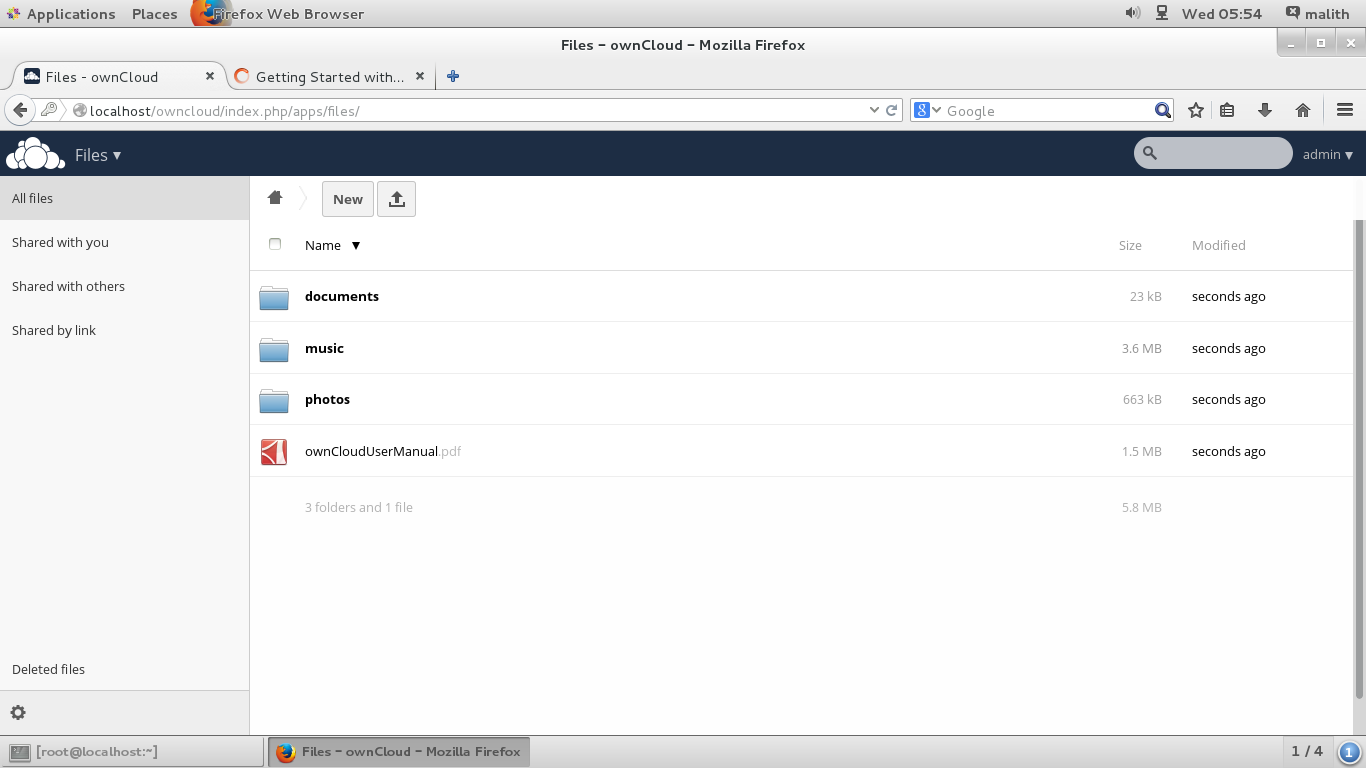 Applications Places Firefox Web Browser Wed 05:54 malith
Files - ownCloud - Mozilla Firefox
Files - ownCloud Getting Started with...
localhost/owncloud/index.php/apps/files/ 8 Google
Files ▾ admin ▾
All files
Shared with you
Shared with others
Shared by link
Deleted files
New
Name ▼ Size Modified
documents 23 kB seconds ago
music 3.6 MB seconds ago
photos 663 kB seconds ago
ownCloudUserManual.pdf 1.5 MB seconds ago
3 folders and 1 file 5.8 MB
[root@localhost:~] Files - ownCloud - Mozilla Firefox 1 / 4 1